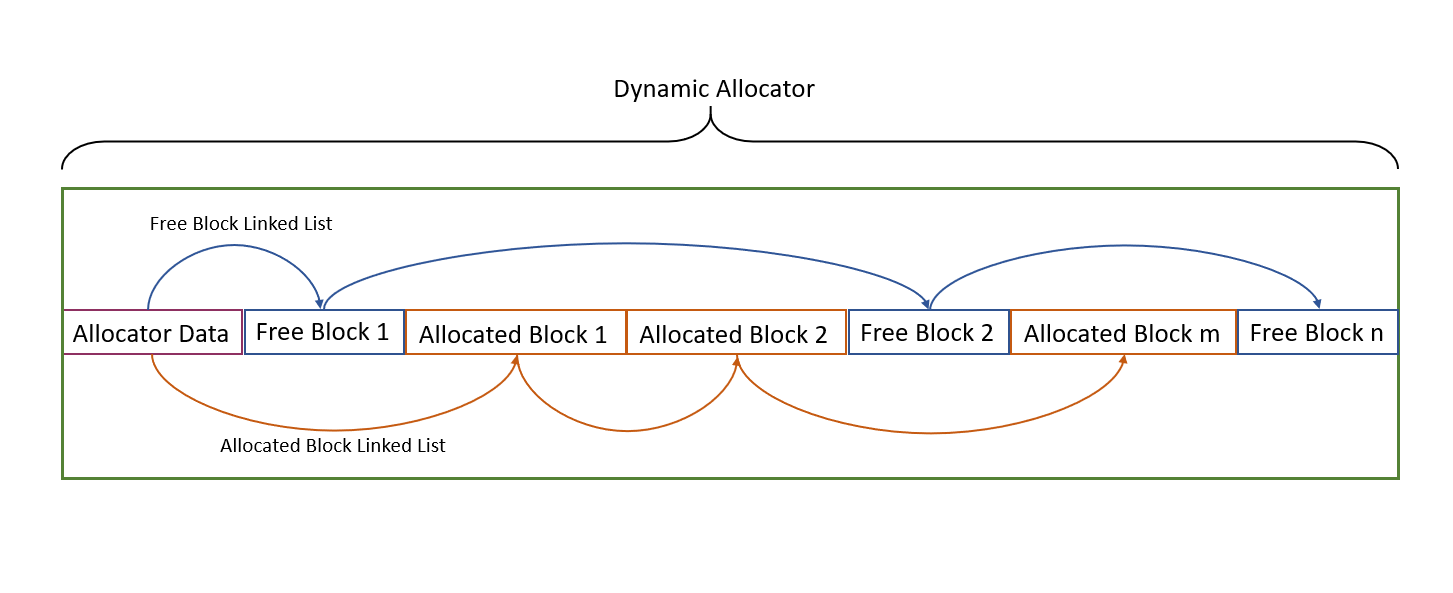 Dynamic Allocator
Free Block Linked List
Allocator Data
Free Block 1
Allocated Block 1
Allocated Block 2
Free Block 2
Allocated Block m
Free Block n
Allocated Block Linked List